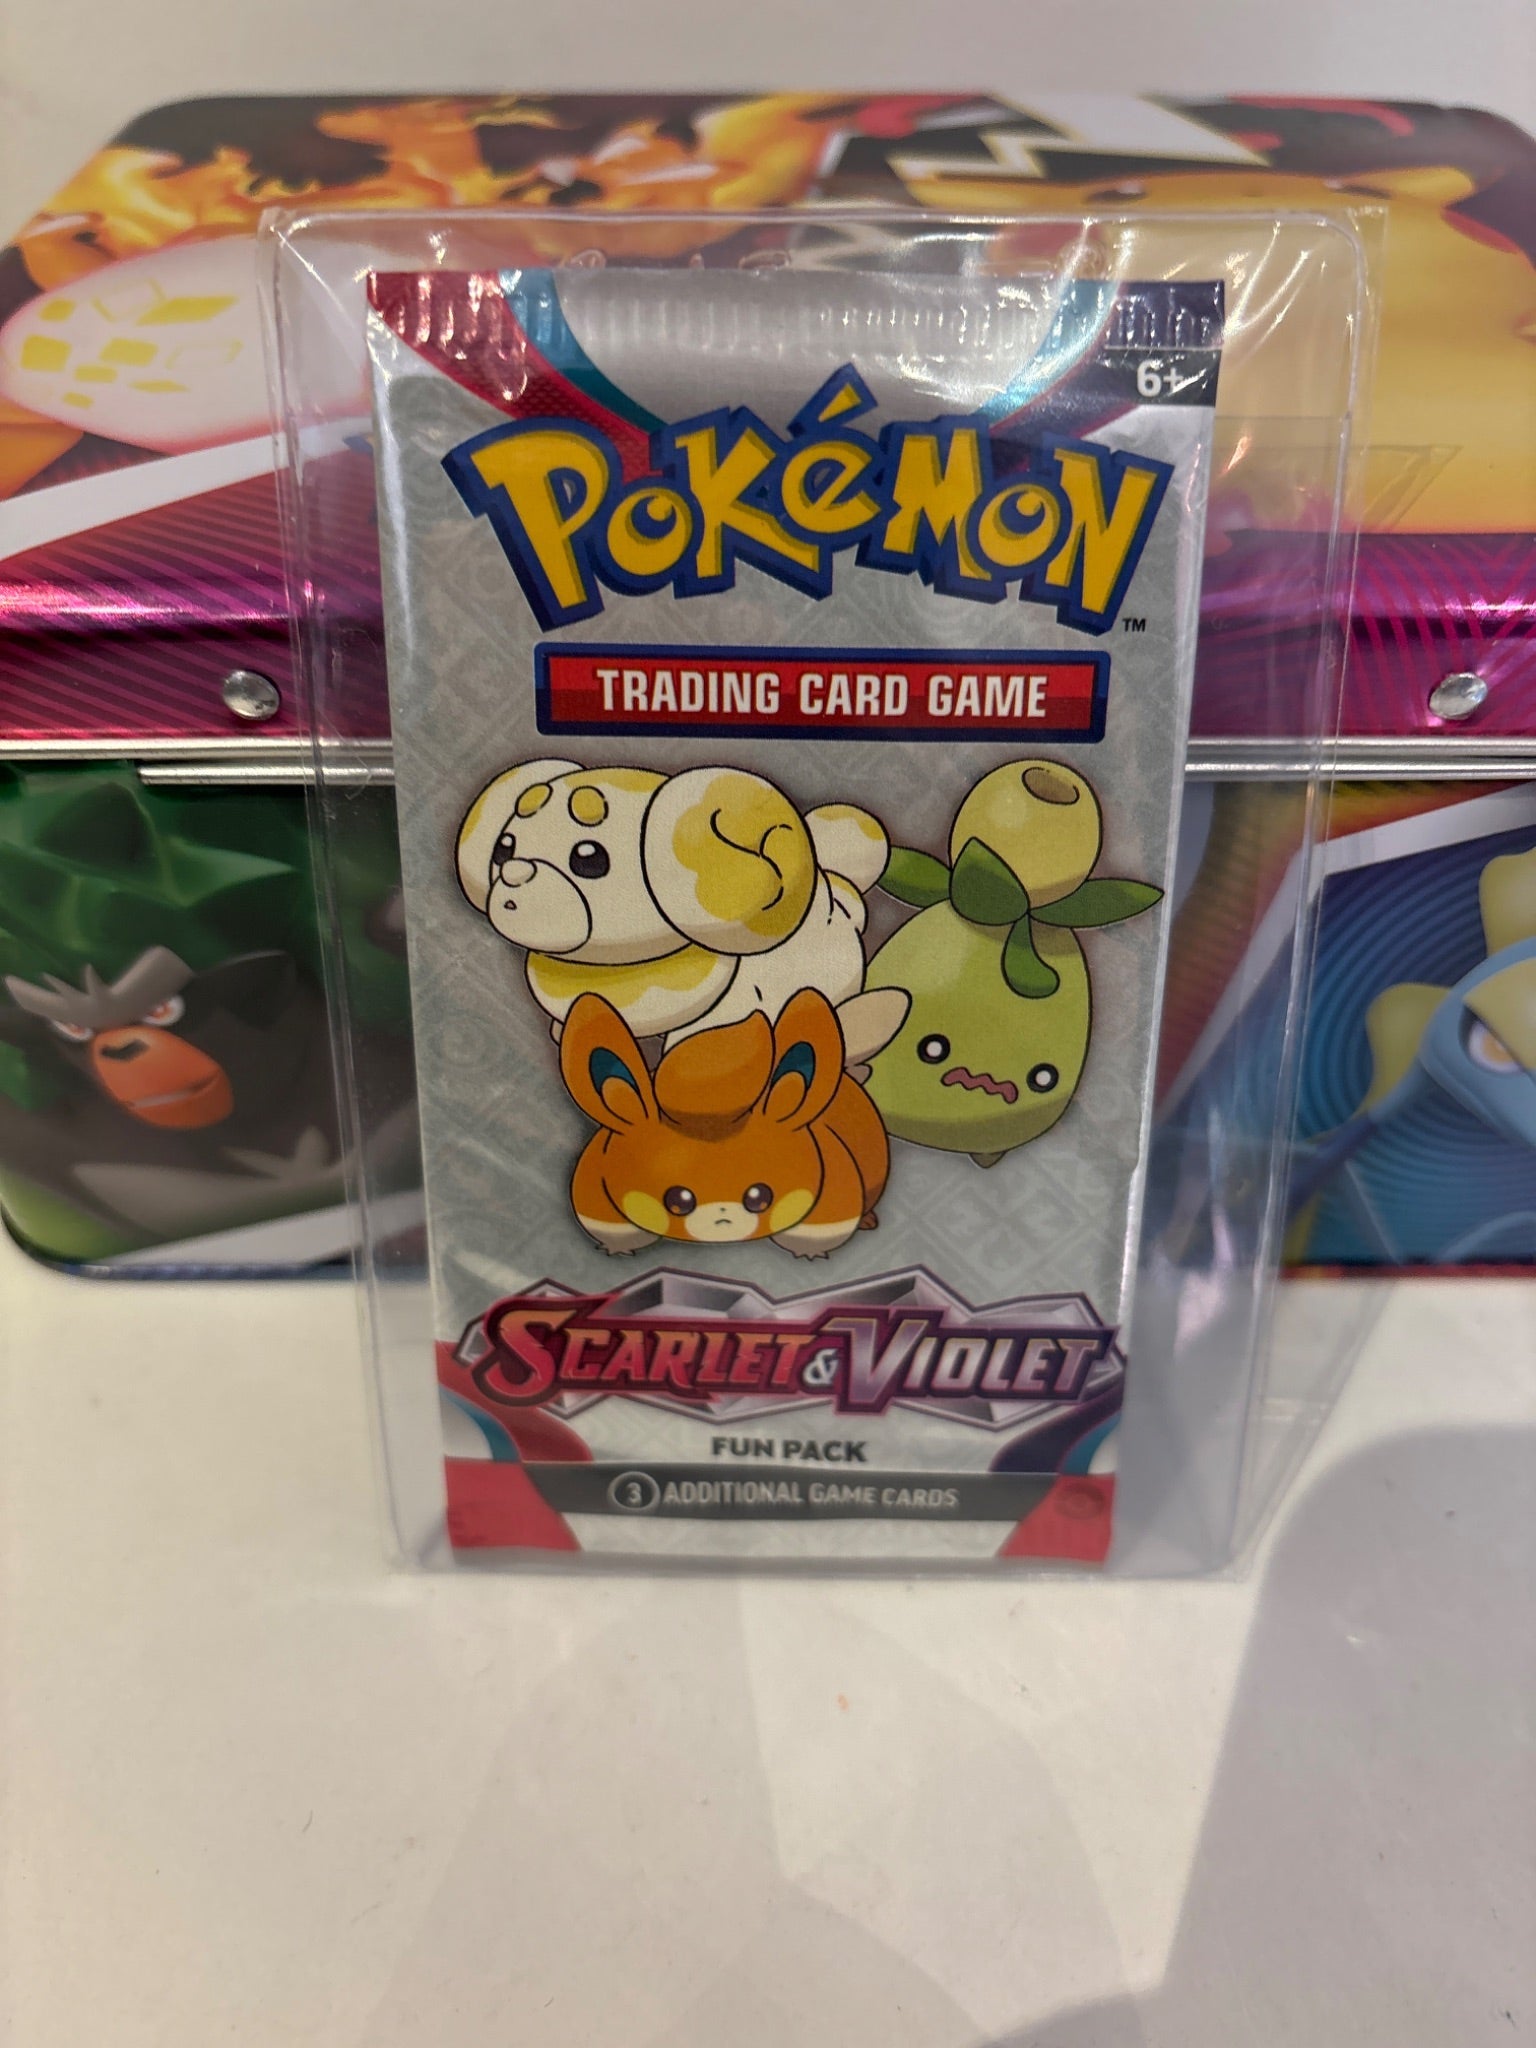 6+
POKéMON
TM
TRADING CARD GAME
SCARLET & VIOLET
FUN PACK
3 ADDITIONAL GAME CARDS